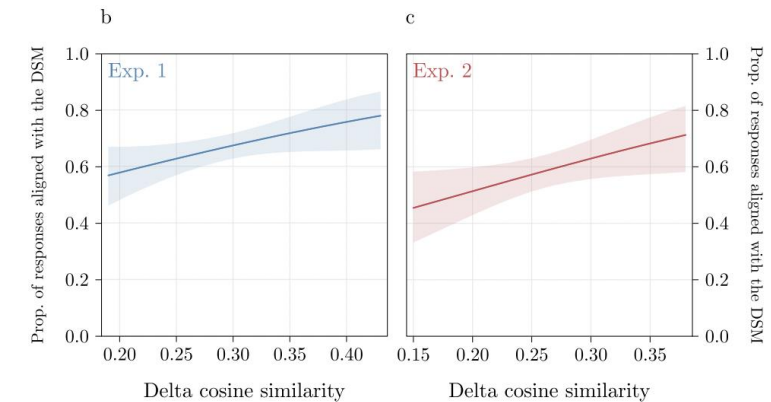 b
c
Prop. of responses aligned with the DSM
1.0
0.8
0.6
0.4
0.2
0.0
Exp. 1
0.20 0.25 0.30 0.35 0.40
Delta cosine similarity
Exp. 2
0.15 0.20 0.25 0.30 0.35
Delta cosine similarity
1.0
0.8
0.6
0.4
0.2
0.0
Prop. of responses aligned with the DSM